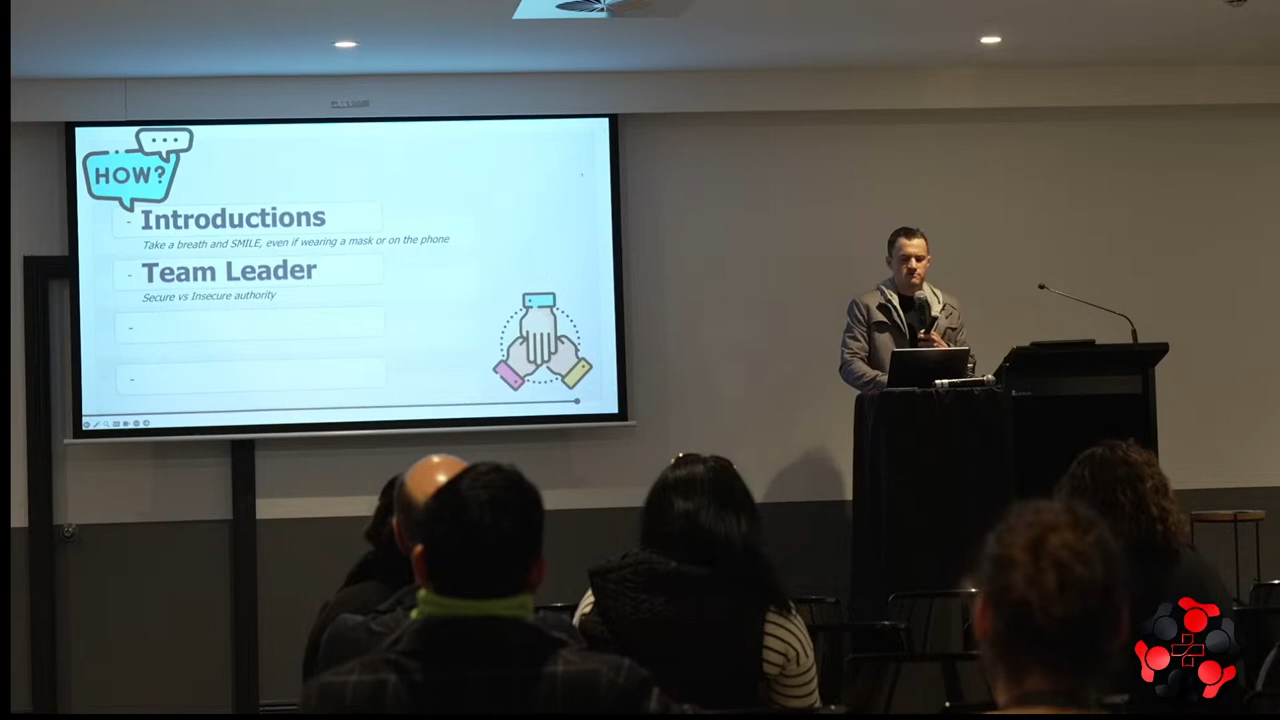 HOW?
- Introductions
Take a breath and SMILE, even if wearing a mask or on the phone
- Team Leader
Secure vs Insecure authority
-
-